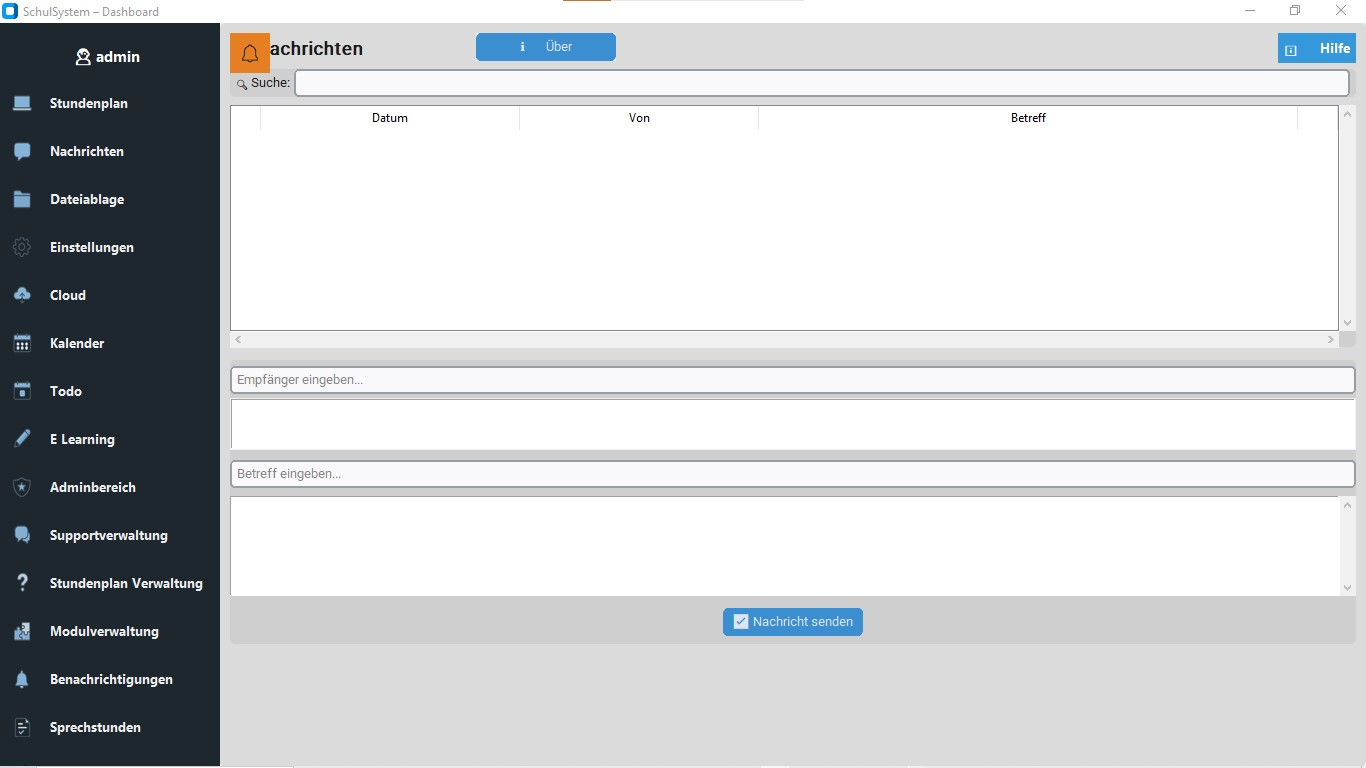 SchulSystem – Dashboard
admin
Stundenplan
Nachrichten
Dateiablage
Einstellungen
Cloud
Kalender
Todo
E Learning
Adminbereich
Supportverwaltung
Stundenplan Verwaltung
Modulverwaltung
Benachrichtigungen
Sprechstunden
achrichten
Über
Hilfe
Suche:
Datum Von Betreff
Empfänger eingeben...
Betreff eingeben...
Nachricht senden